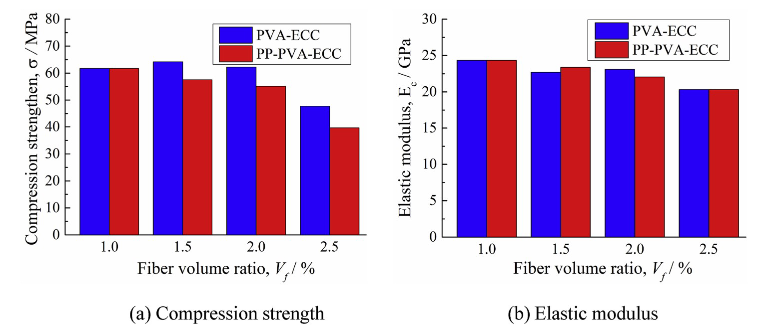 80
70
60
50
40
30
20
10
0
Compression strengthen, σ / MPa
PVA-ECC
PP-PVA-ECC
1.0 1.5 2.0 2.5
Fiber volume ratio, Vf / %
(a) Compression strength
30
25
20
15
10
5
0
Elastic modulus, Ec / GPa
PVA-ECC
PP-PVA-ECC
1.0 1.5 2.0 2.5
Fiber volume ratio, Vf / %
(b) Elastic modulus